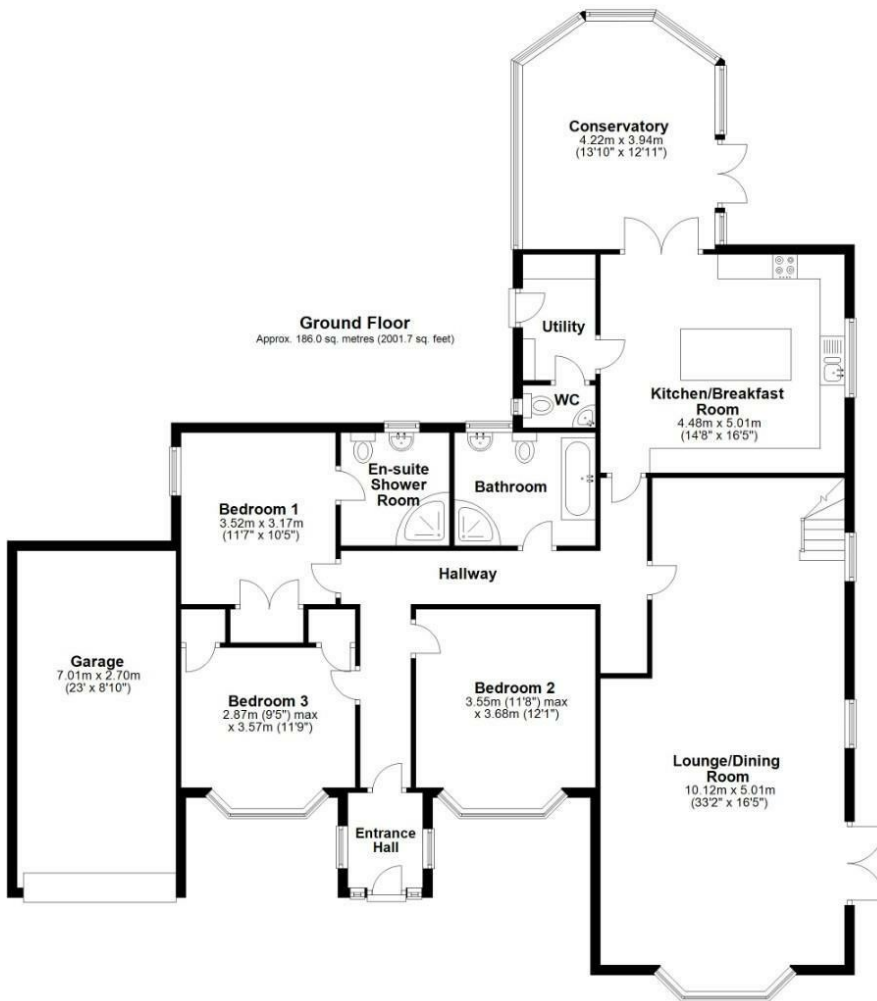 Conservatory
4.22m x 3.94m
(13'10" x 12'11")
Ground Floor
Approx. 186.0 sq. metres (2001.7 sq. feet)
Utility
WC
Kitchen/Breakfast
Room
4.48m x 5.01m
(14'8" x 16'5")
En-suite
Shower
Room
Bathroom
Bedroom 1
3.52m x 3.17m
(11'7" x 10'5")
Hallway
Garage
7.01m x 2.70m
(23' x 8'10")
Bedroom 3
2.87m (9'5") max
x 3.57m (11'9")
Bedroom 2
3.55m (11'8") max
x 3.68m (12'1")
Lounge/Dining
Room
10.12m x 5.01m
(33'2" x 16'5")
Entrance
Hall